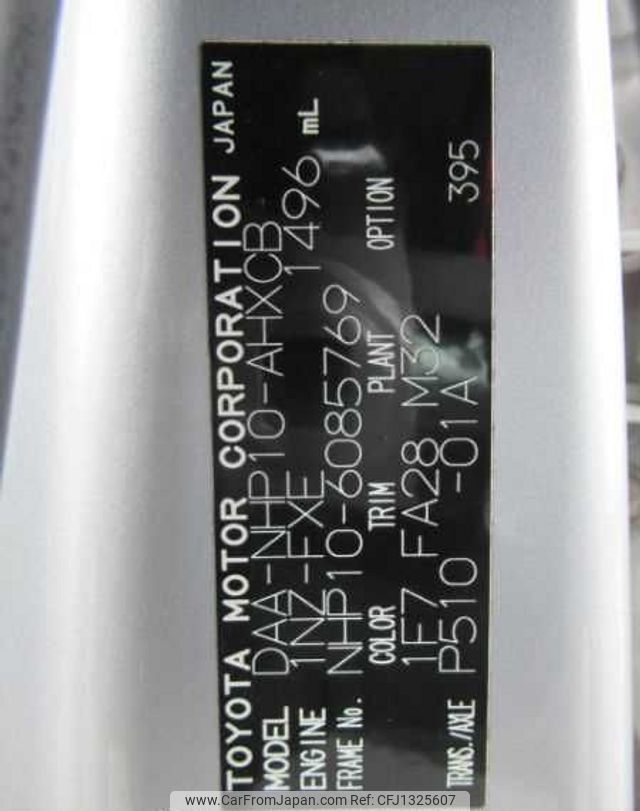 TOYOTA MOTOR CORPORATION JAPAN
MODEL DAA-NHP10-AHXCB
ENGINE 1NZ-FXE 1496 mL
FRAME No. NHP10-6085769
COLOR TRIM PLANT OPTION
1F7 FA28 M32
TRANS./AXLE P510 -01A 395
www.CarFromJapan.com Ref:CFJ1325607